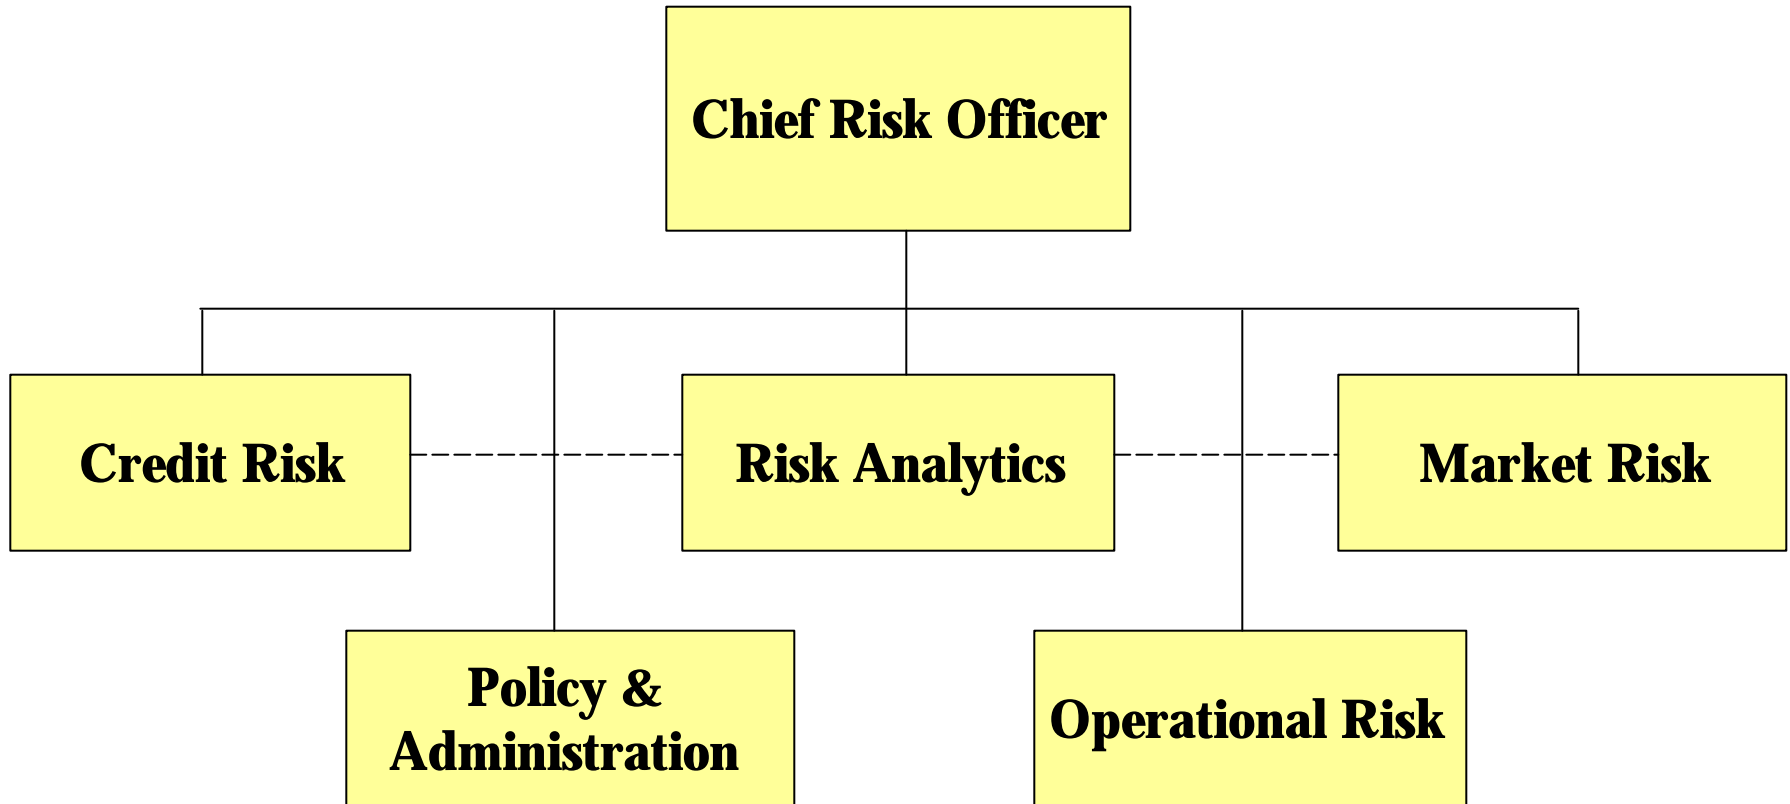 Chief Risk Officer
Credit Risk
Risk Analytics
Market Risk
Policy &
Administration
Operational Risk